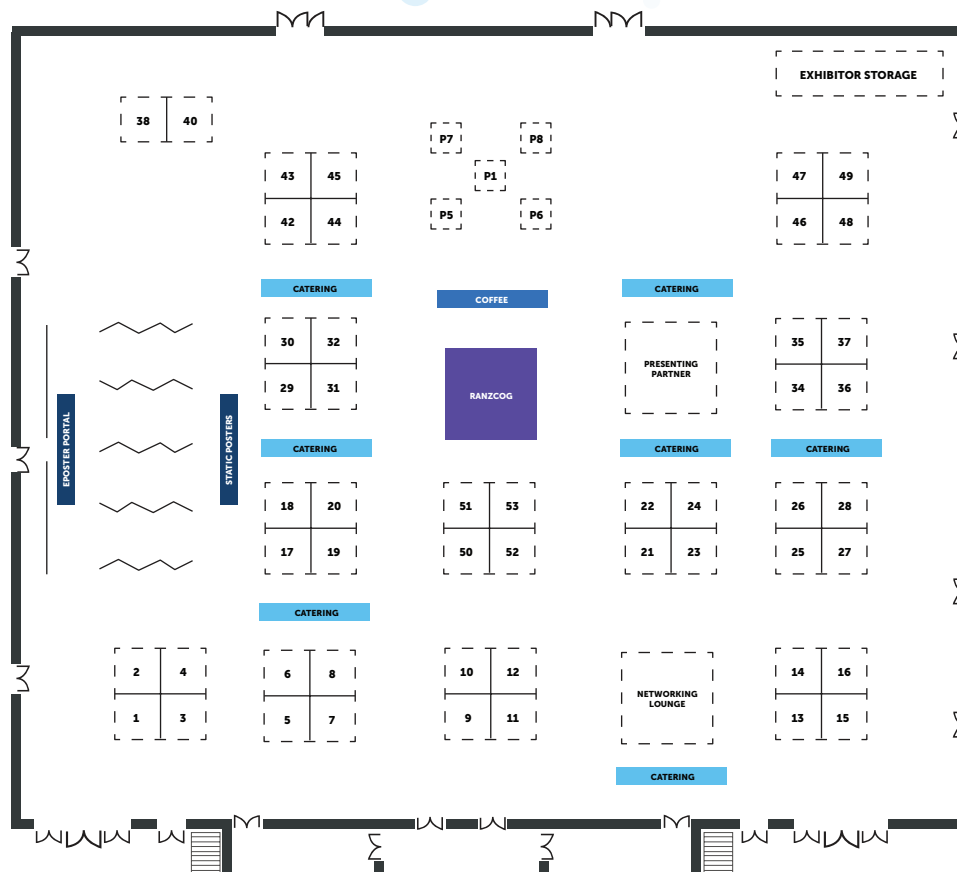 EXHIBITOR STORAGE
38 40
P7 P8
P1
P5 P6
43 45
42 44
47 49
46 48
CATERING
COFFEE
CATERING
30 32
29 31
RANZCOG
PRESENTING
PARTNER
35 37
34 36
EPOSTER PORTAL
STATIC POSTERS
CATERING
CATERING
CATERING
18 20
17 19
51 53
50 52
22 24
21 23
26 28
25 27
CATERING
2 4
1 3
6 8
5 7
10 12
9 11
NETWORKING
LOUNGE
14 16
13 15
CATERING